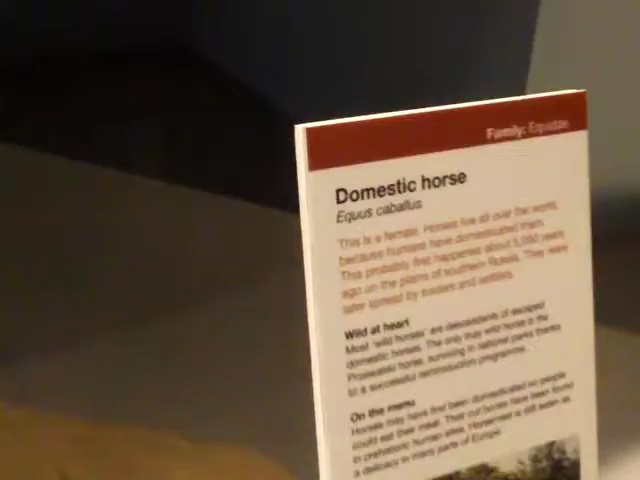 Family: Equidae
Domestic horse
Equus caballus
This is a female. Horses live all over the world
because humans have domesticated them.
This probably first happened about 5,000 years
ago on the plains of southern Russia. They were
later spread by traders and settlers.
Wild at heart
Most 'wild horses' are descendants of escaped
domestic horses. The only truly wild horse is the
Przewalski horse, surviving in national parks thanks
to a successful reintroduction programme.
On the menu
Horses may have first been domesticated so people
could eat their meat. Their cut bones have been found
in prehistoric human sites. Horsemeat is still eaten as
a delicacy in many parts of Europe.